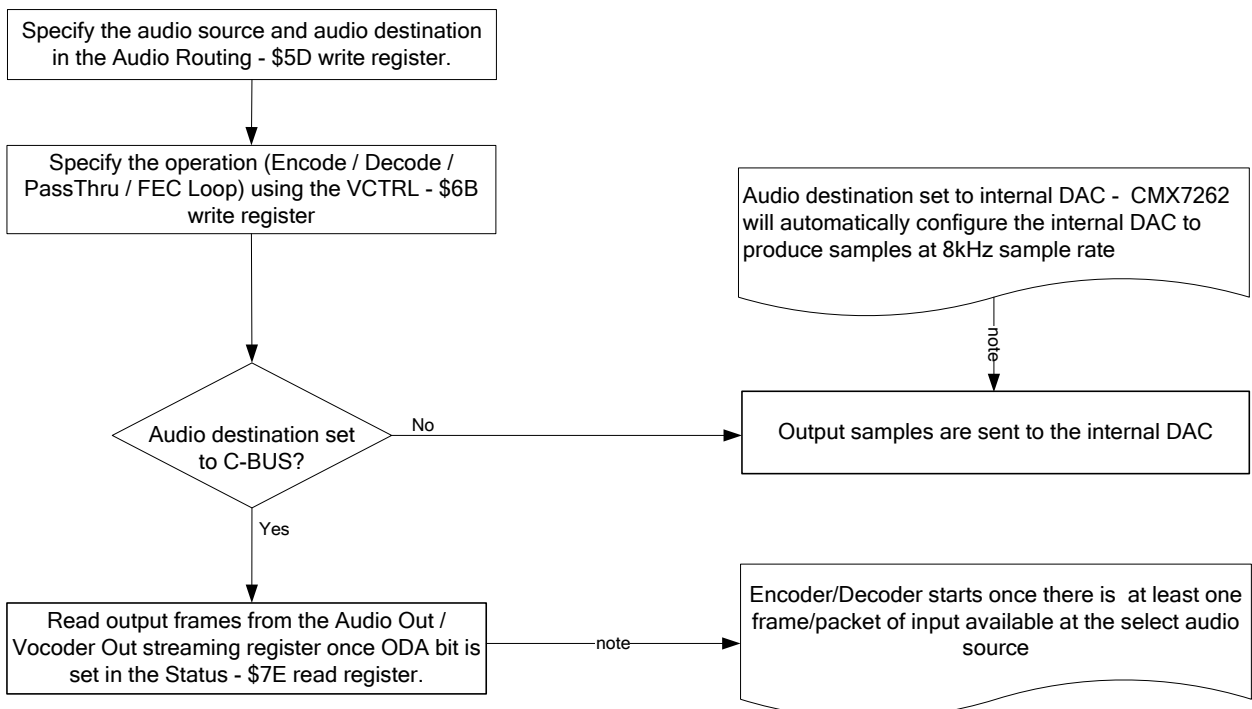 Specify the audio source and audio destination
in the Audio Routing - $5D write register.
Specify the operation (Encode / Decode /
PassThru / FEC Loop) using the VCTRL - $6B
write register
Audio destination set to internal DAC - CMX7262
will automatically configure the internal DAC to
produce samples at 8kHz sample rate
note
Audio destination set
to C-BUS?
No
Output samples are sent to the internal DAC
Yes
Read output frames from the Audio Out /
Vocoder Out streaming register once ODA bit is
set in the Status - $7E read register.
note
Encoder/Decoder starts once there is at least one
frame/packet of input available at the select audio
source